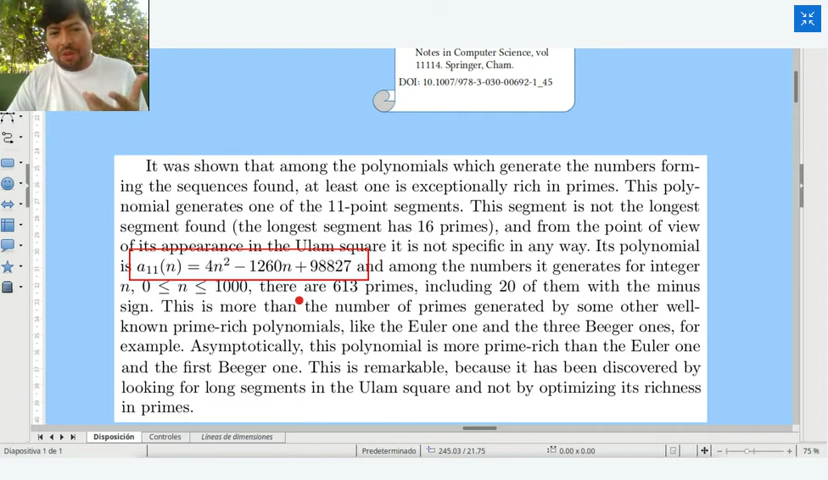 Notes in Computer Science, vol
11114. Springer, Cham.
DOI: 10.1007/978-3-030-00692-1_45
It was shown that among the polynomials which generate the numbers form-
ing the sequences found, at least one is exceptionally rich in primes. This poly-
nomial generates one of the 11-point segments. This segment is not the longest
segment found (the longest segment has 16 primes), and from the point of view
of its appearance in the Ulam square it is not specific in any way. Its polynomial
is a₁₁(n) = 4n² − 1260n + 98827 and among the numbers it generates for integer
n, 0 ≤ n ≤ 1000, there are 613 primes, including 20 of them with the minus
sign. This is more than the number of primes generated by some other well-
known prime-rich polynomials, like the Euler one and the three Beeger ones, for
example. Asymptotically, this polynomial is more prime-rich than the Euler one
and the first Beeger one. This is remarkable, because it has been discovered by
looking for long segments in the Ulam square and not by optimizing its richness
in primes.
Disposición Controles Líneas de dimensiones
Diapositiva 1 de 1 Predeterminado 245.03 / 21.75 0.00 x 0.00 75 %